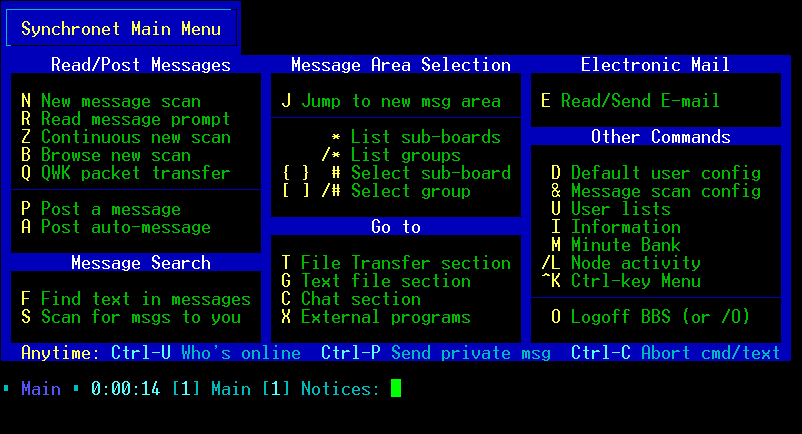 Synchronet Main Menu
Read/Post Messages
N New message scan
R Read message prompt
Z Continuous new scan
B Browse new scan
Q QWK packet transfer
P Post a message
A Post auto-message
Message Search
F Find text in messages
S Scan for msgs to you
Message Area Selection
J Jump to new msg area
* List sub-boards
/* List groups
{ } # Select sub-board
[ ] /# Select group
Go to
T File Transfer section
G Text file section
C Chat section
X External programs
Electronic Mail
E Read/Send E-mail
Other Commands
D Default user config
& Message scan config
U User lists
I Information
M Minute Bank
/L Node activity
^K Ctrl-key Menu
O Logoff BBS (or /O)
Anytime: Ctrl-U Who's online Ctrl-P Send private msg Ctrl-C Abort cmd/text
▪ Main ▪ 0:00:14 [1] Main [1] Notices: